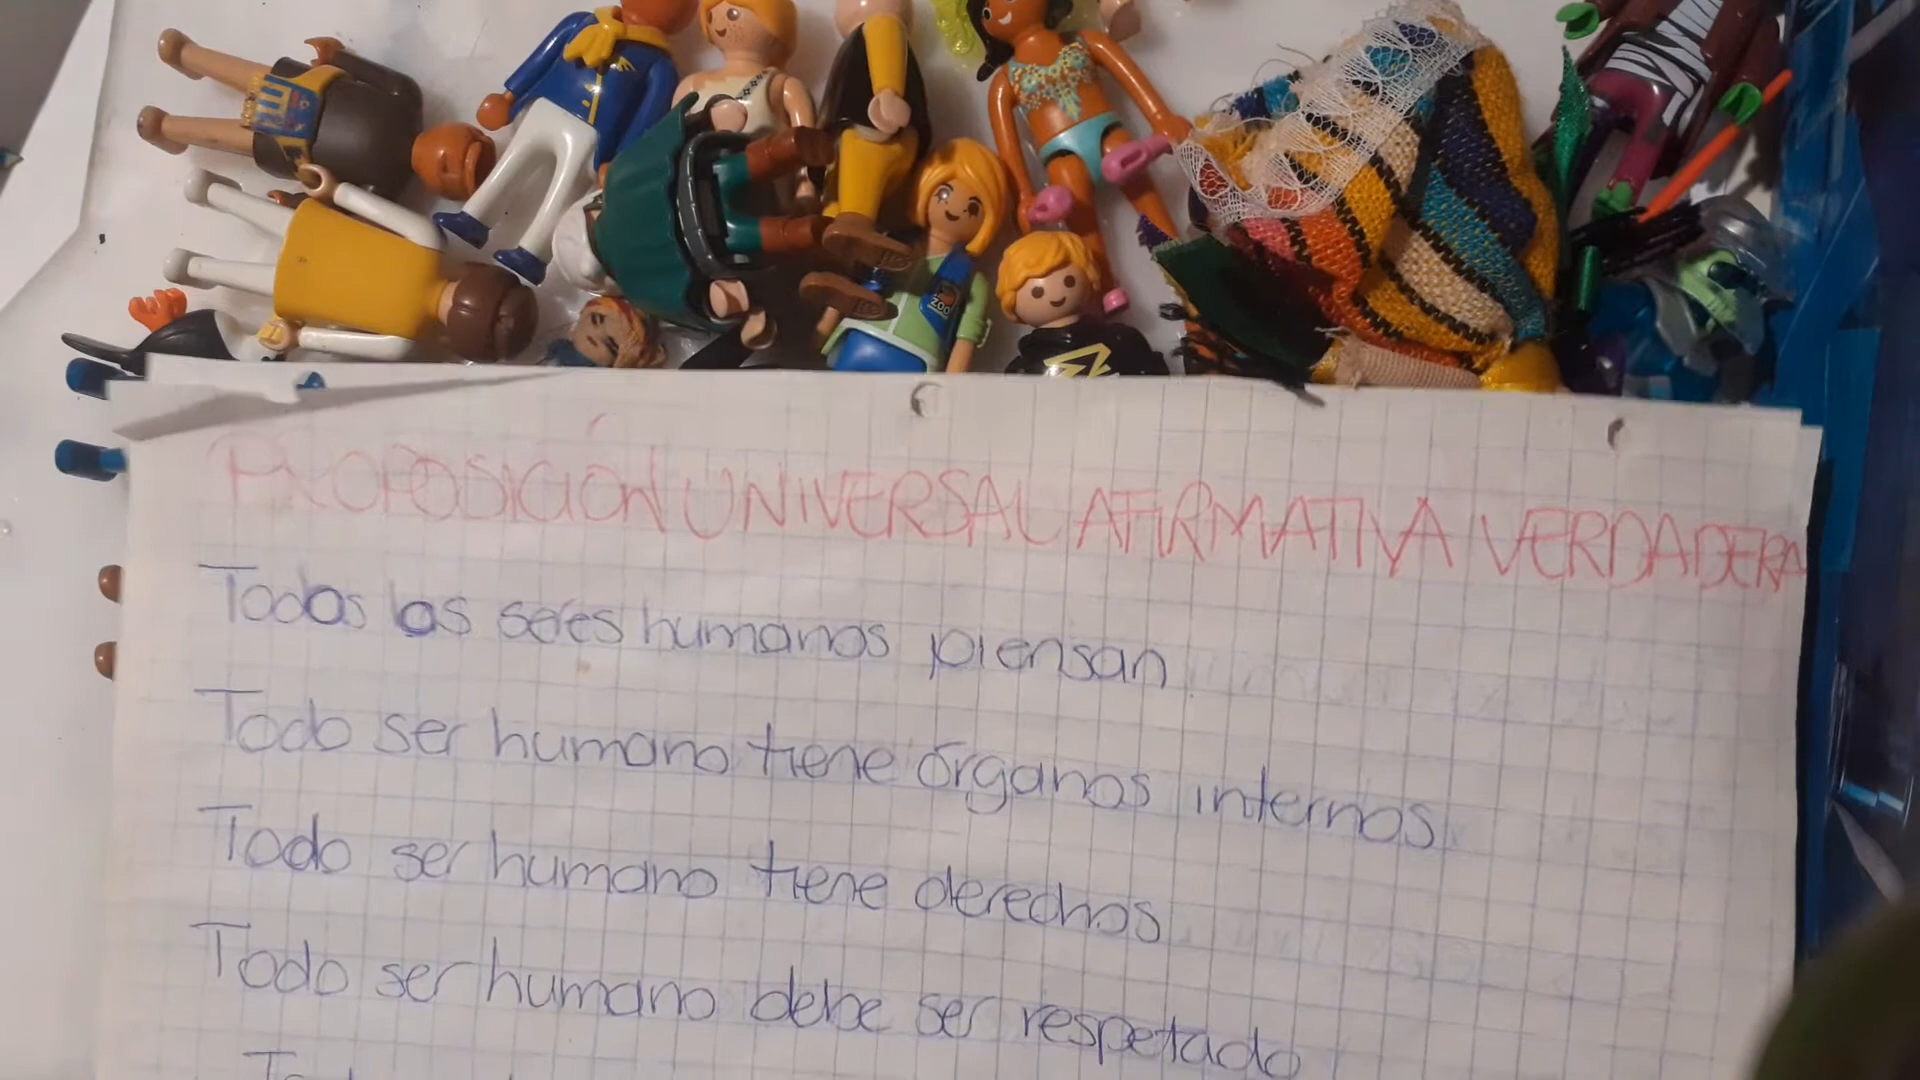 ZOO
PROPOSICIÓN UNIVERSAL AFIRMATIVA VERDADERA
Todos los seres humanos piensan.
Todo ser humano tiene órganos internos.
Todo ser humano tiene derechos
Todo ser humano debe ser respetado